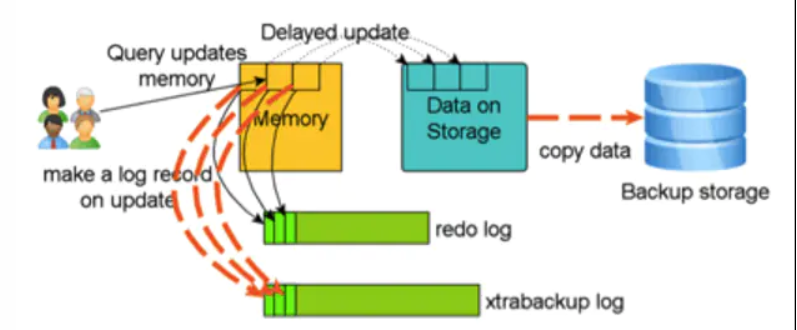 Delayed update
Query updates
memory
Memory
Data on
Storage
copy data
Backup storage
make a log record
on update
redo log
xtrabackup log